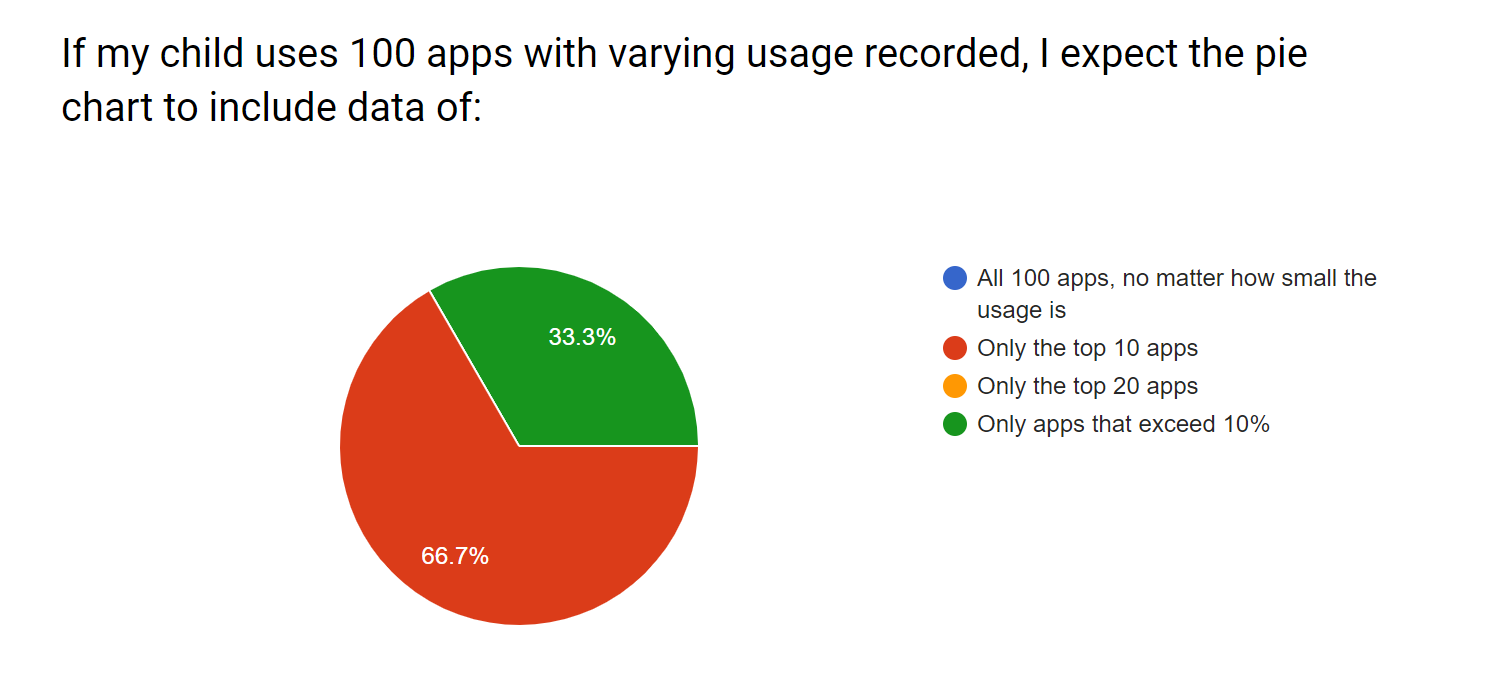 If my child uses 100 apps with varying usage recorded, I expect the pie
chart to include data of:
33.3%
66.7%
All 100 apps, no matter how small the
usage is
Only the top 10 apps
Only the top 20 apps
Only apps that exceed 10%